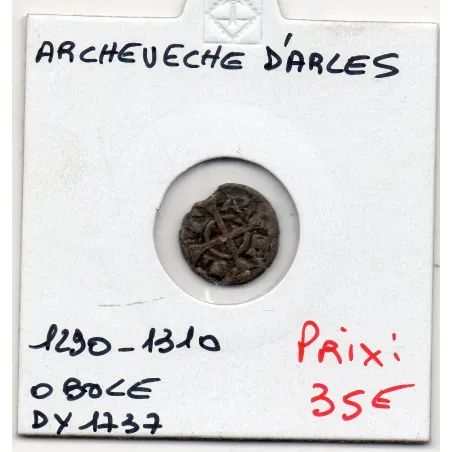 ARCHEVECHE D'ARLES
1290-1310
OBOLE
DY 1737
Prix:
35€